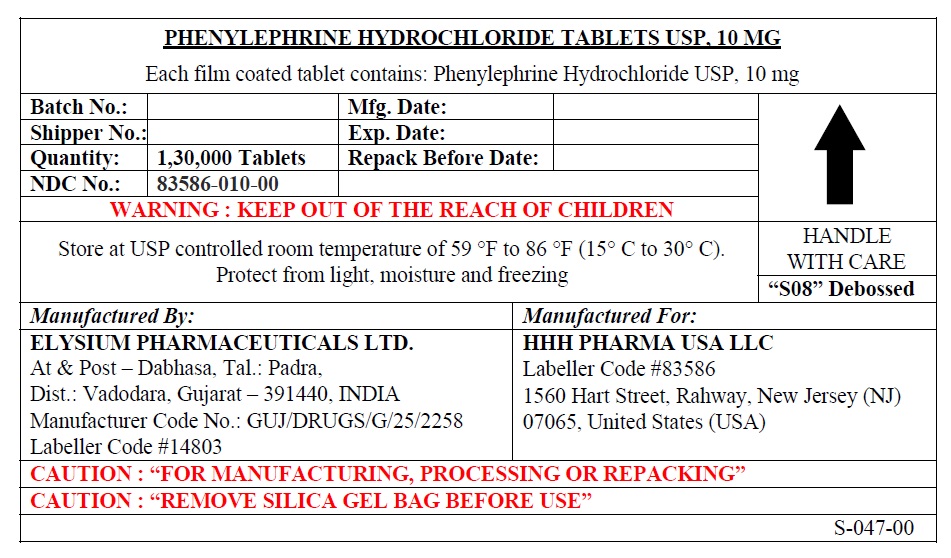 PHENYLEPHRINE HYDROCHLORIDE TABLETS USP, 10 MG
Each film coated tablet contains: Phenylephrine Hydrochloride USP, 10 mg
Batch No.: Mfg. Date:
Shipper No.: Exp. Date:
Quantity: 1,30,000 Tablets Repack Before Date:
NDC No.: 83586-010-00
WARNING : KEEP OUT OF THE REACH OF CHILDREN
Store at USP controlled room temperature of 59 °F to 86 °F (15° C to 30° C).
Protect from light, moisture and freezing
HANDLE
WITH CARE
“S08” Debossed
Manufactured By:
ELYSIUM PHARMACEUTICALS LTD.
At & Post – Dabhasa, Tal.: Padra,
Dist.: Vadodara, Gujarat – 391440, INDIA
Manufacturer Code No.: GUJ/DRUGS/G/25/2258
Labeller Code #14803
Manufactured For:
HHH PHARMA USA LLC
Labeller Code #83586
1560 Hart Street, Rahway, New Jersey (NJ)
07065, United States (USA)
CAUTION : “FOR MANUFACTURING, PROCESSING OR REPACKING”
CAUTION : “REMOVE SILICA GEL BAG BEFORE USE”
S-047-00